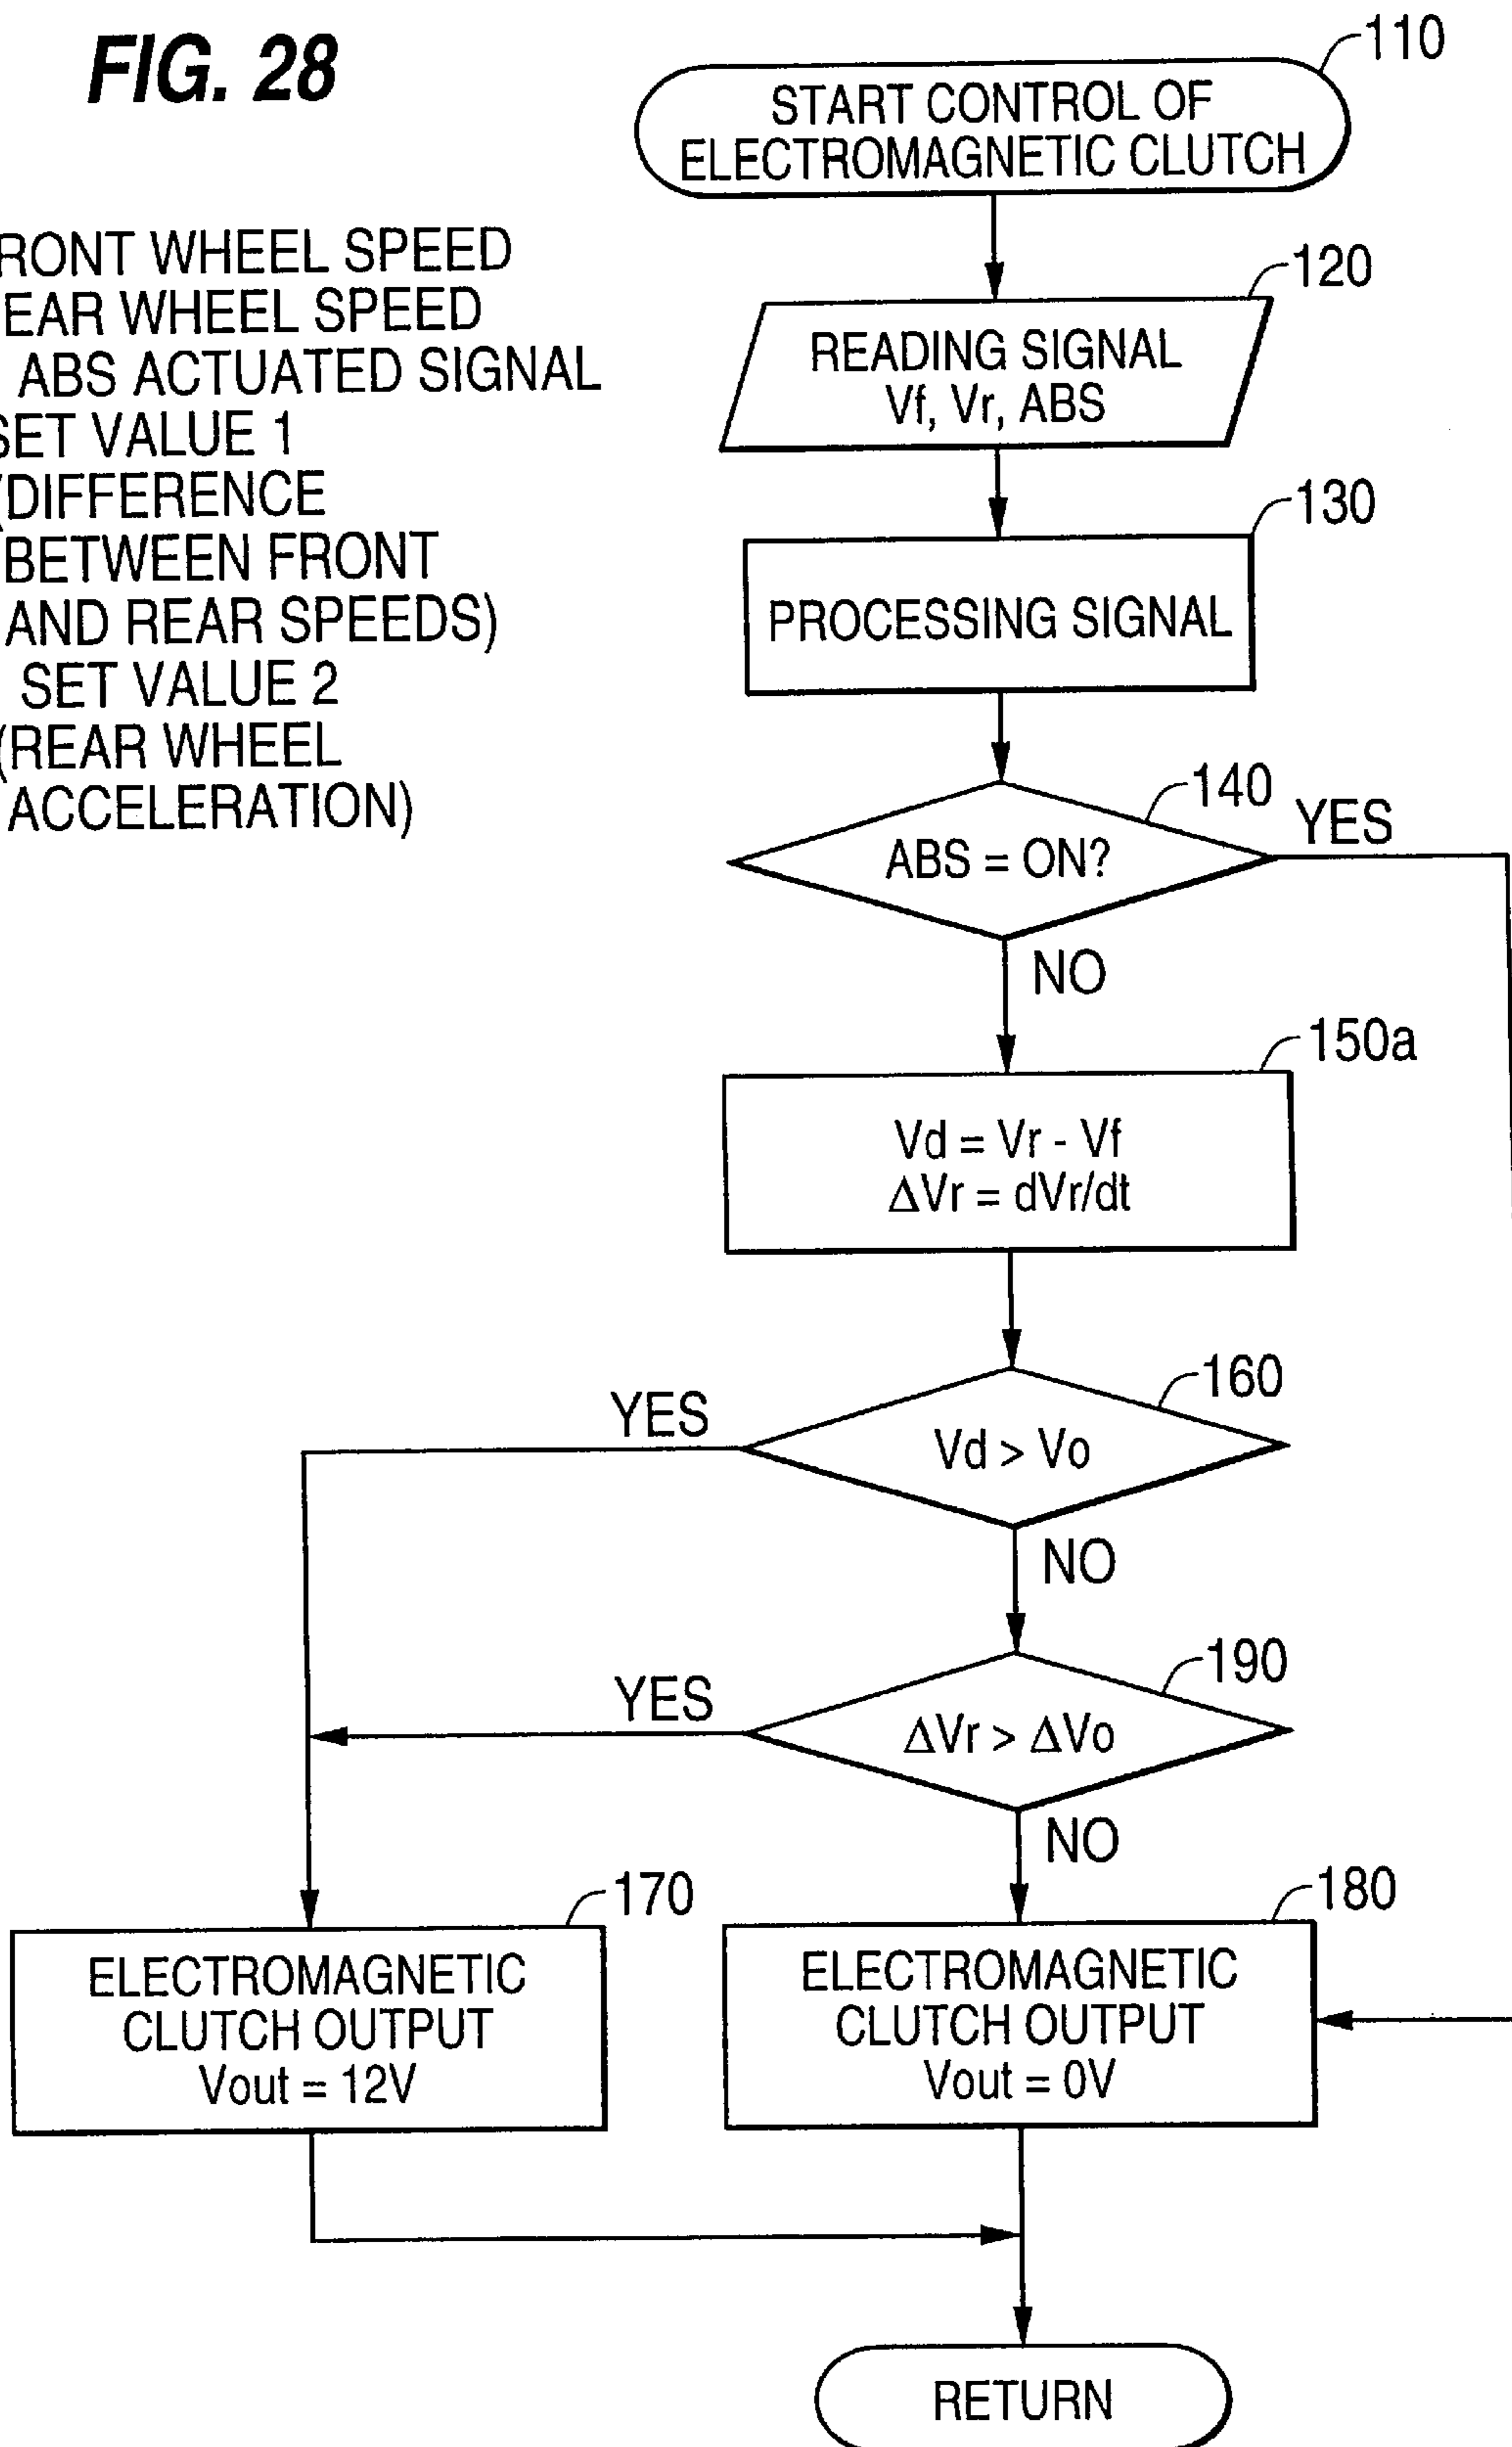 FIG. 28
RONT WHEEL SPEED
EAR WHEEL SPEED
ABS ACTUATED SIGNAL
SET VALUE 1
(DIFFERENCE
BETWEEN FRONT
AND REAR SPEEDS)
SET VALUE 2
(REAR WHEEL
ACCELERATION)
110
START CONTROL OF
ELECTROMAGNETIC CLUTCH
120
READING SIGNAL
Vf, Vr, ABS
130
PROCESSING SIGNAL
140
ABS = ON?
YES
NO
150a
Vd = Vr - Vf
ΔVr = dVr/dt
160
YES
Vd > Vo
NO
190
YES
ΔVr > ΔVo
NO
170
ELECTROMAGNETIC
CLUTCH OUTPUT
Vout = 12V
180
ELECTROMAGNETIC
CLUTCH OUTPUT
Vout = 0V
RETURN